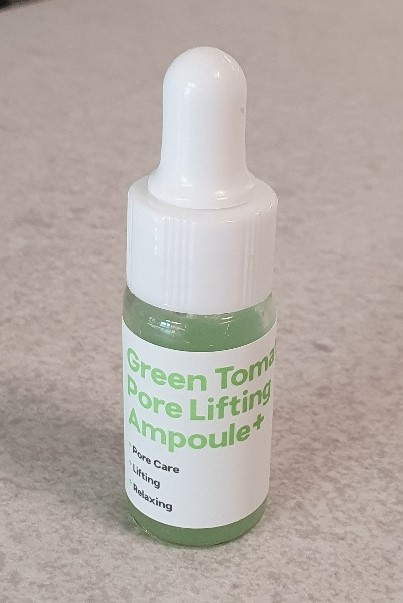 Green Toma
Pore Lifting
Ampoule+
Pore Care
Lifting
Relaxing